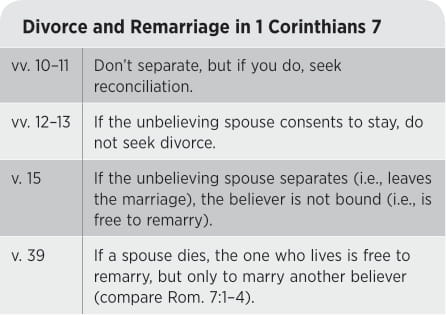 Divorce and Remarriage in 1 Corinthians 7
vv. 10–11 Don’t separate, but if you do, seek
reconciliation.
vv. 12–13 If the unbelieving spouse consents to stay, do
not seek divorce.
v. 15 If the unbelieving spouse separates (i.e., leaves
the marriage), the believer is not bound (i.e., is
free to remarry).
v. 39 If a spouse dies, the one who lives is free to
remarry, but only to marry another believer
(compare Rom. 7:1–4).